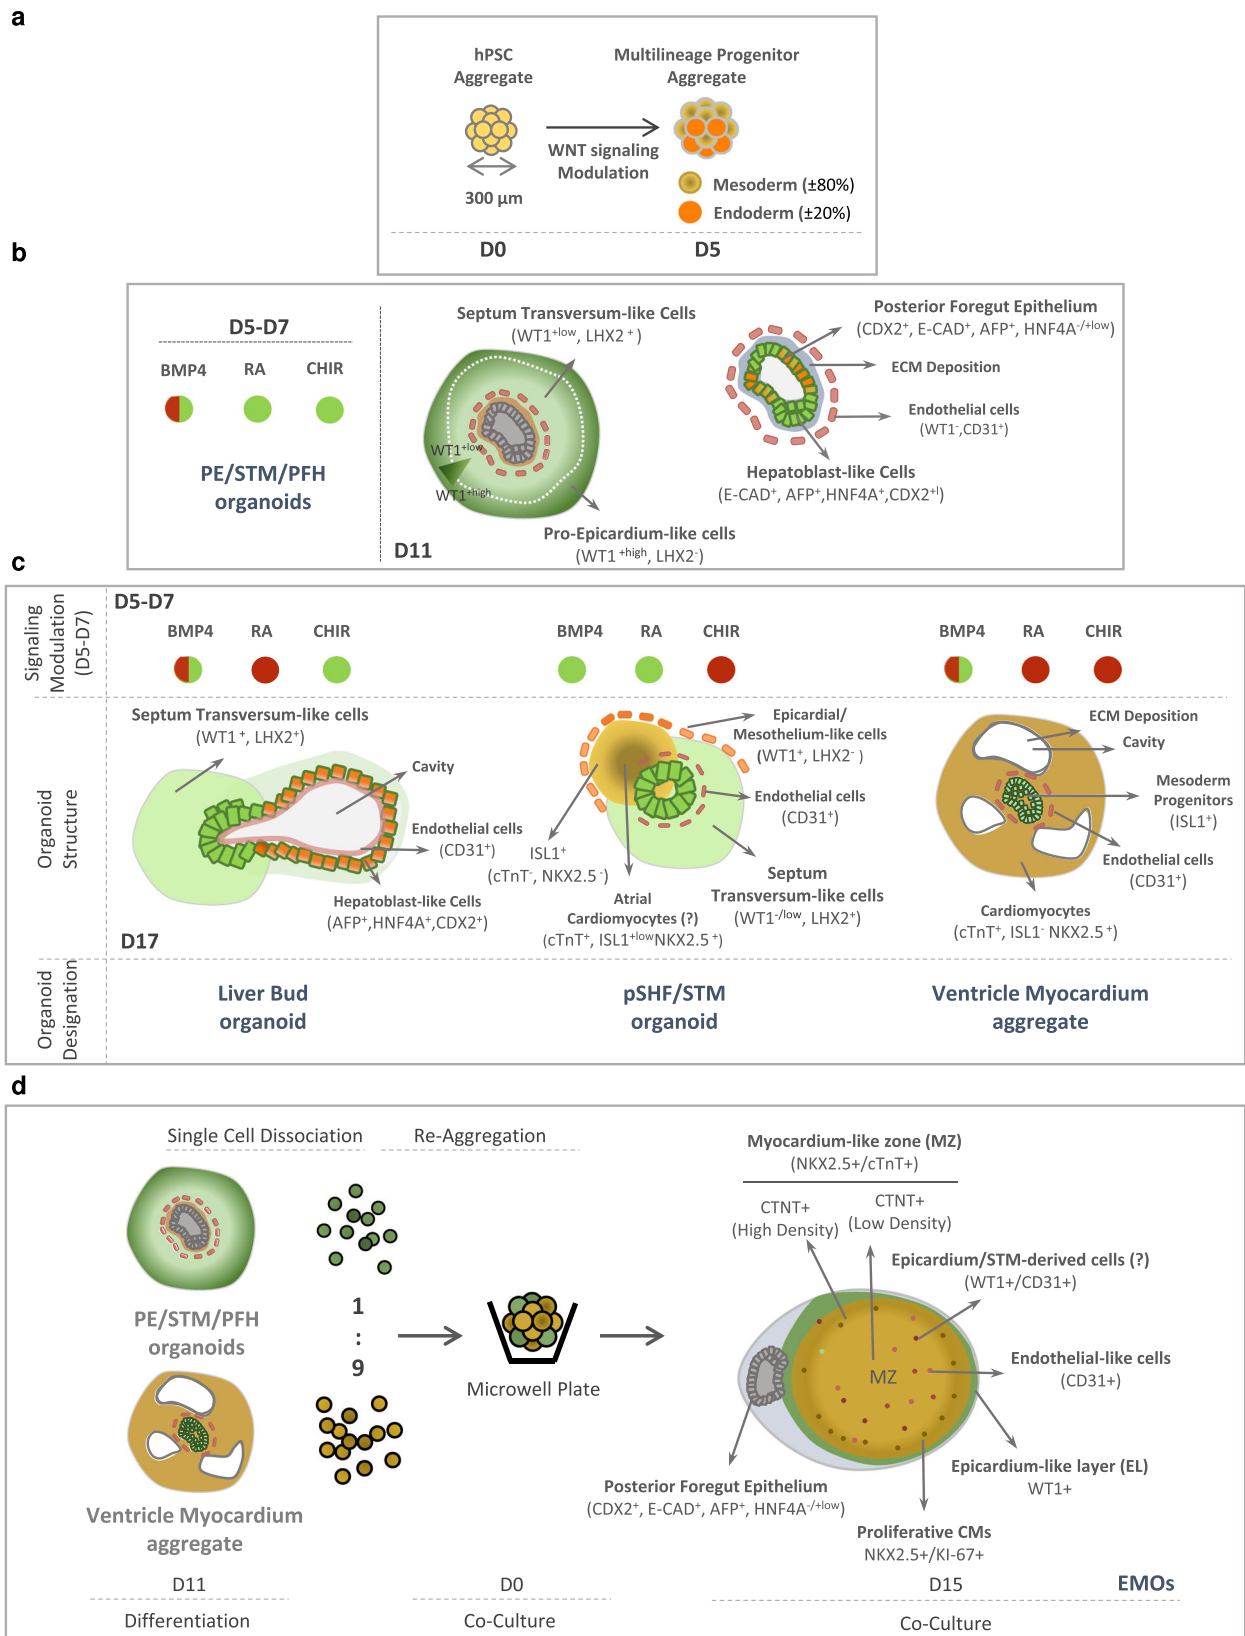 a
hPSC
Aggregate
Multilineage Progenitor
Aggregate
WNT signaling
Modulation
300 µm
Mesoderm (±80%)
Endoderm (±20%)
D0
D5
b
D5-D7
BMP4
RA
CHIR
PE/STM/PFH
organoids
Septum Transversum-like Cells
(WT1+low, LHX2+)
WT1+low
WT1+high
Pro-Epicardium-like cells
(WT1+high, LHX2-)
D11
Posterior Foregut Epithelium
(CDX2+, E-CAD+, AFP+, HNF4A-/+low)
ECM Deposition
Endothelial cells
(WT1-,CD31+)
Hepatoblast-like Cells
(E-CAD+, AFP+,HNF4A+,CDX2+l)
c
Signaling
Modulation
(D5-D7)
D5-D7
BMP4
RA
CHIR
BMP4
RA
CHIR
BMP4
RA
CHIR
Organoid
Structure
Septum Transversum-like cells
(WT1+, LHX2+)
Cavity
Endothelial cells
(CD31+)
Hepatoblast-like Cells
(AFP+,HNF4A+,CDX2+)
D17
Epicardial/
Mesothelium-like cells
(WT1+, LHX2-)
Endothelial cells
(CD31+)
ISL1+
(cTnT-, NKX2.5-)
Septum
Transversum-like cells
(WT1-/low, LHX2+)
Atrial
Cardiomyocytes (?)
(cTnT+, ISL1+lowNKX2.5+)
ECM Deposition
Cavity
Mesoderm
Progenitors
(ISL1+)
Endothelial cells
(CD31+)
Cardiomyocytes
(cTnT+, ISL1- NKX2.5+)
Organoid
Designation
Liver Bud
organoid
pSHF/STM
organoid
Ventricle Myocardium
aggregate
d
Single Cell Dissociation
Re-Aggregation
PE/STM/PFH
organoids
1
:
9
Ventricle Myocardium
aggregate
Microwell Plate
Myocardium-like zone (MZ)
(NKX2.5+/cTnT+)
CTNT+
(High Density)
CTNT+
(Low Density)
Epicardium/STM-derived cells (?)
(WT1+/CD31+)
MZ
Endothelial-like cells
(CD31+)
Epicardium-like layer (EL)
WT1+
Posterior Foregut Epithelium
(CDX2+, E-CAD+, AFP+, HNF4A-/+low)
Proliferative CMs
NKX2.5+/KI-67+
D11
Differentiation
D0
Co-Culture
D15
EMOs
Co-Culture